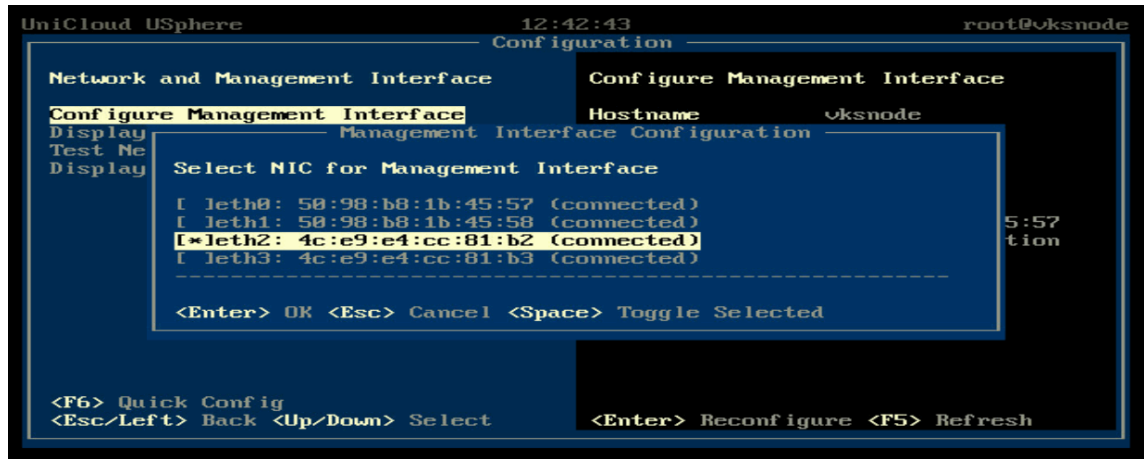 UniCloud USphere 12:42:43 root@vksnode
Configuration
Network and Management Interface Configure Management Interface
Configure Management Interface Hostname vksnode
Display
Management Interface Configuration
Test Ne
Display Select NIC for Management Interface
[ ]eth0: 50:98:b8:1b:45:57 (connected)
[ ]eth1: 50:98:b8:1b:45:58 (connected) 5:57
[*]eth2: 4c:e9:e4:cc:81:b2 (connected) tion
[ ]eth3: 4c:e9:e4:cc:81:b3 (connected)
<Enter> OK <Esc> Cancel <Space> Toggle Selected
<F6> Quick Config
<Esc/Left> Back <Up/Down> Select <Enter> Reconfigure <F5> Refresh